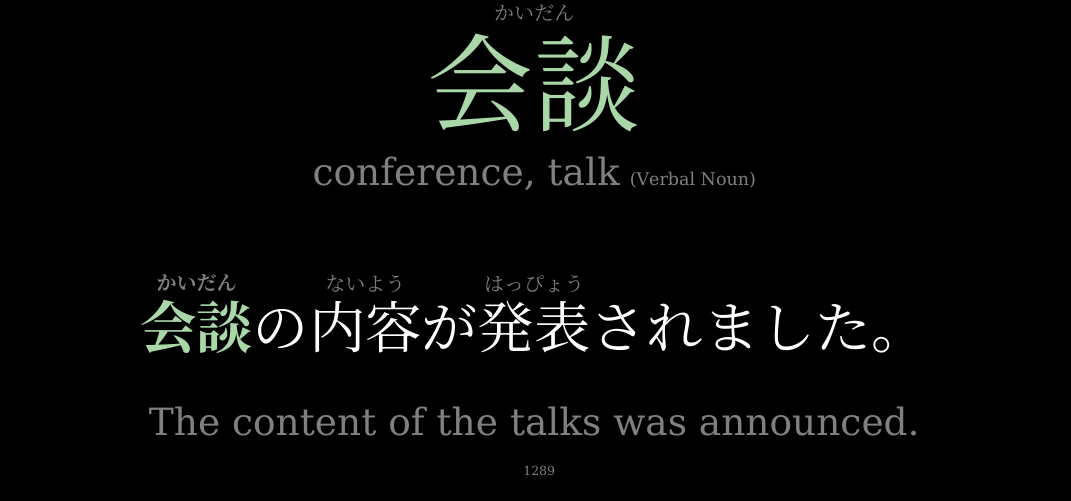 かいだん
会談
conference, talk (Verbal Noun)
かいだん ないよう はっぴょう
会談の内容が発表されました。
The content of the talks was announced.
1289